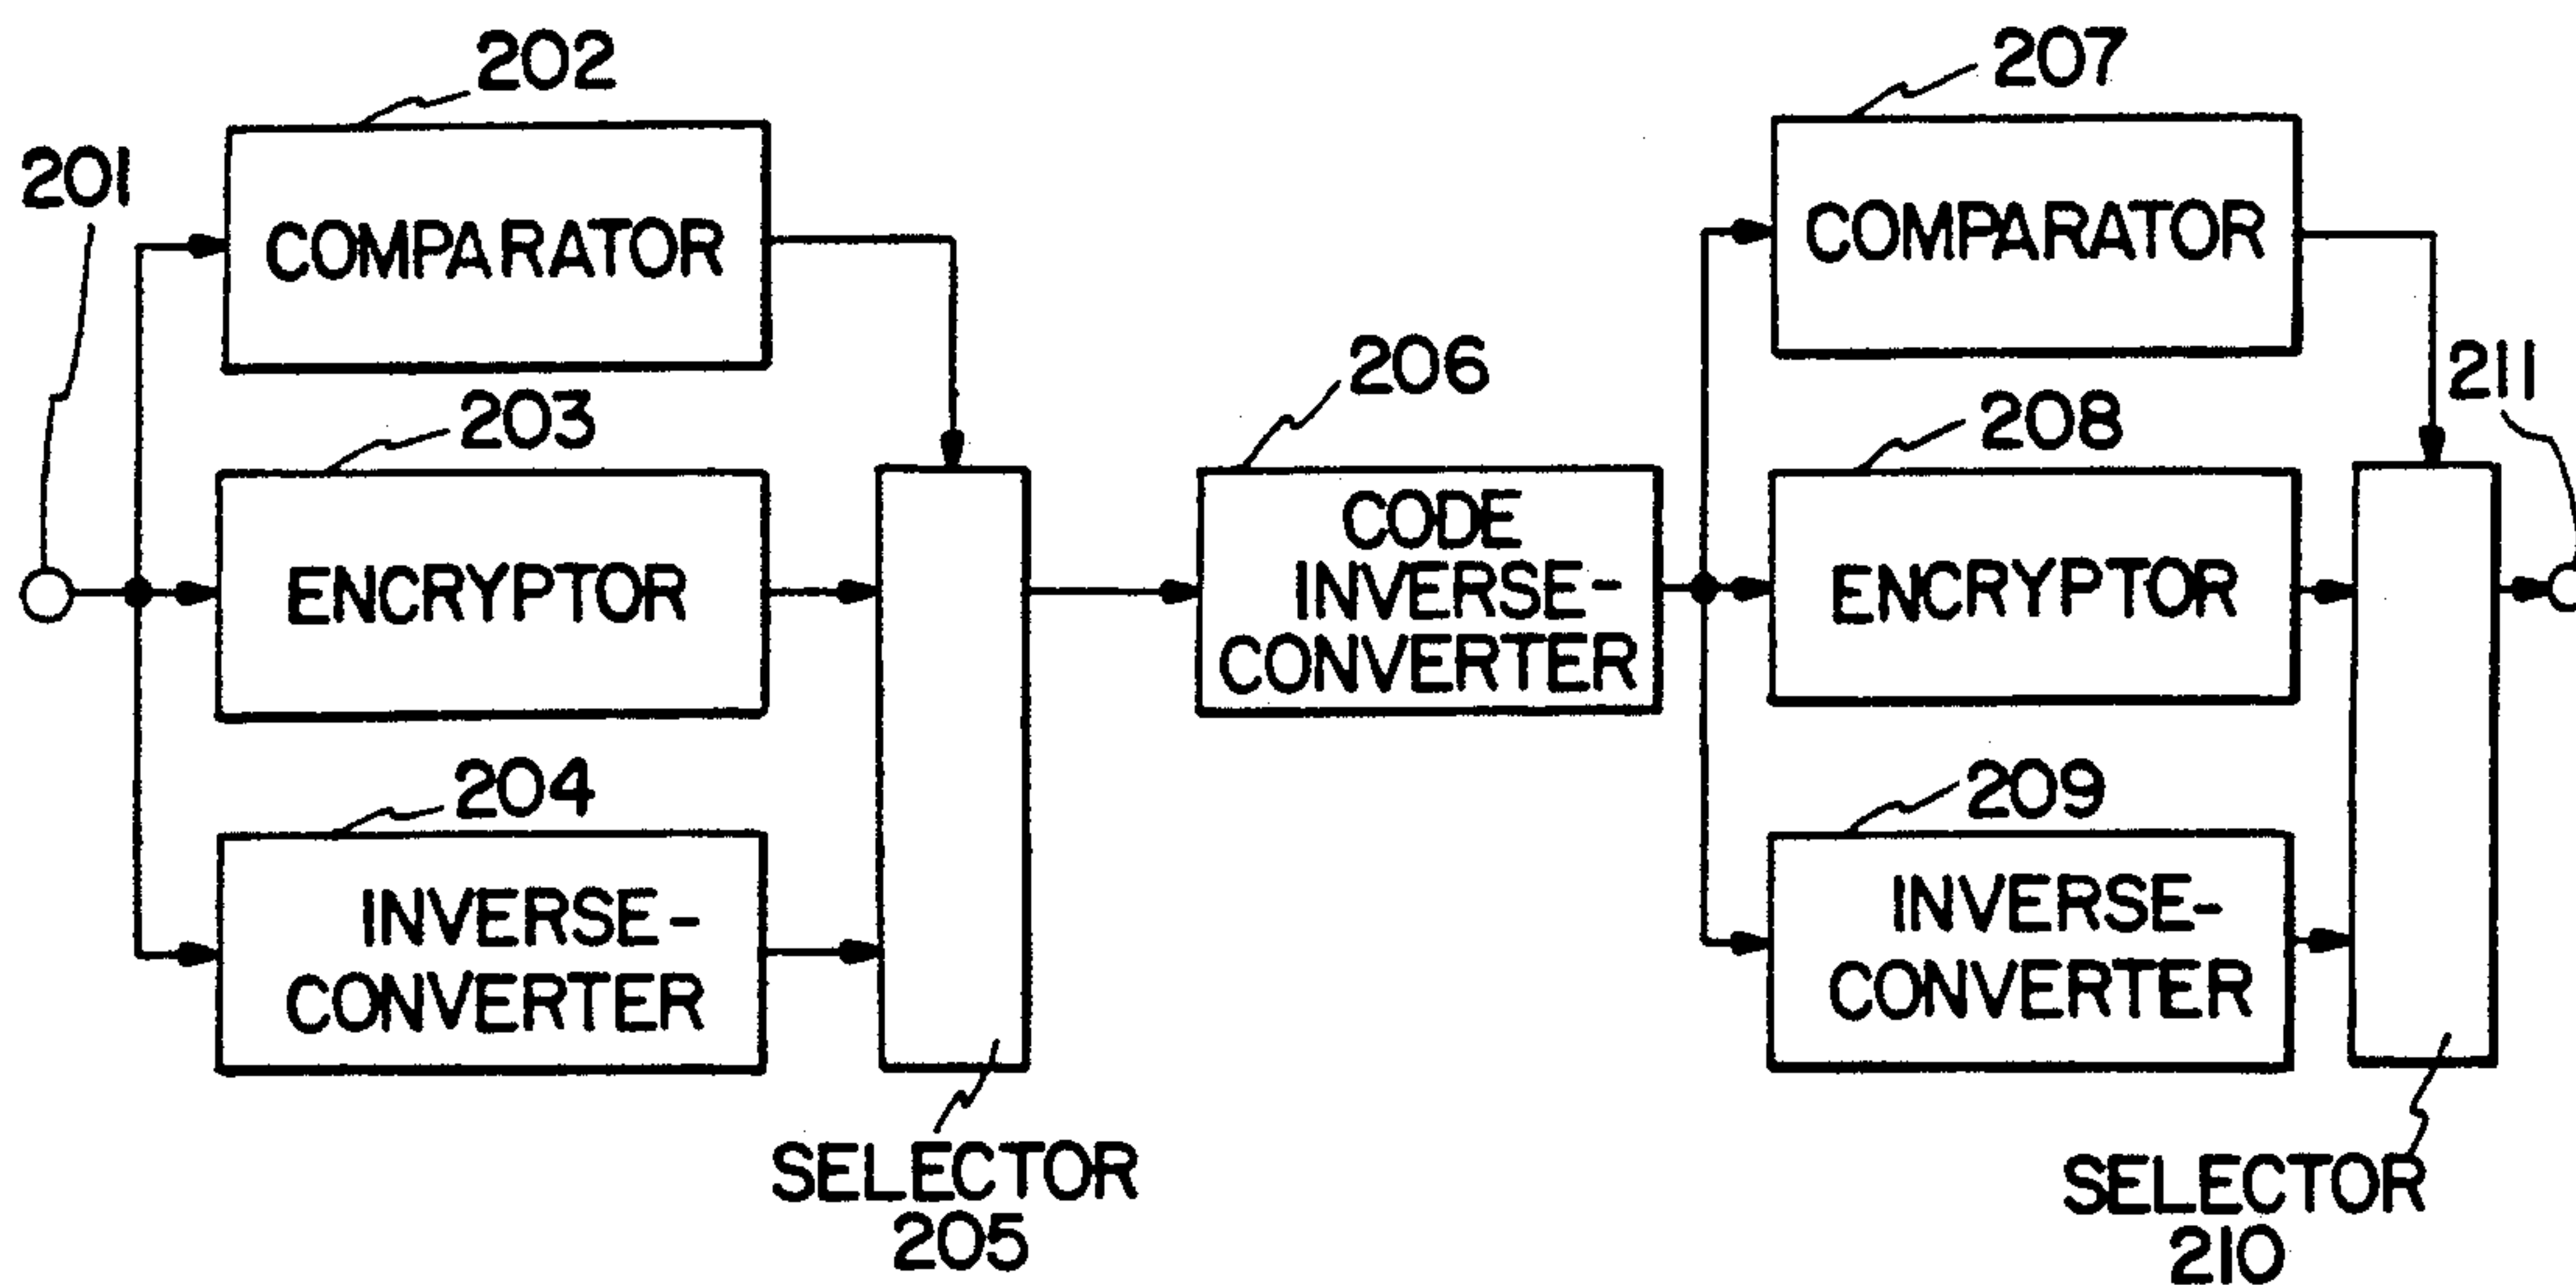 201
202
COMPARATOR
203
ENCRYPTOR
204
INVERSE-
CONVERTER
SELECTOR
205
206
CODE
INVERSE-
CONVERTER
207
COMPARATOR
208
ENCRYPTOR
209
INVERSE-
CONVERTER
211
SELECTOR
210